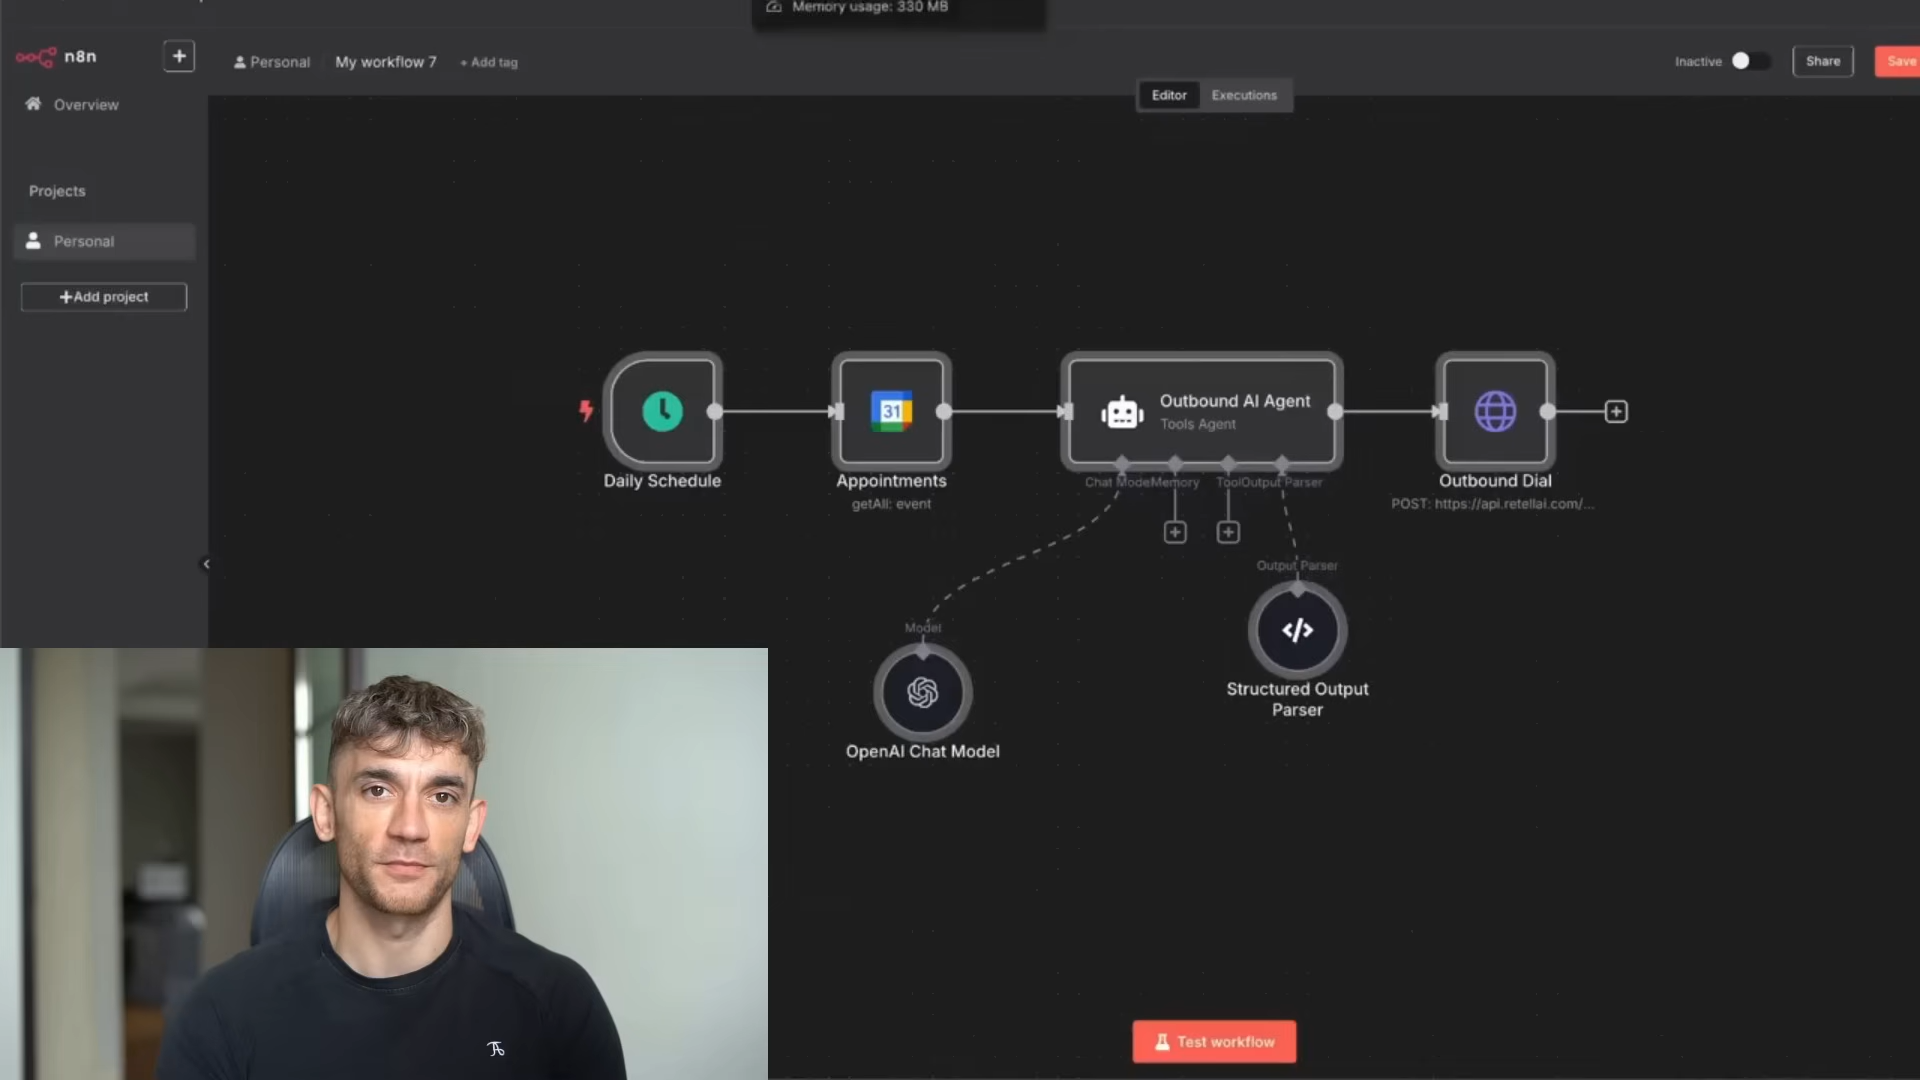 Memory usage: 330 MB
n8n
Personal
My workflow 7
+ Add tag
Inactive
Share
Save
Overview
Editor
Executions
Projects
Personal
+Add project
31
Outbound AI Agent
Tools Agent
Daily Schedule
Appointments
getAll: event
Chat Model
Memory
Tool
Output Parser
Outbound Dial
POST: https://api.retellai.com/...
Output Parser
Model
Structured Output
Parser
OpenAI Chat Model
Test workflow